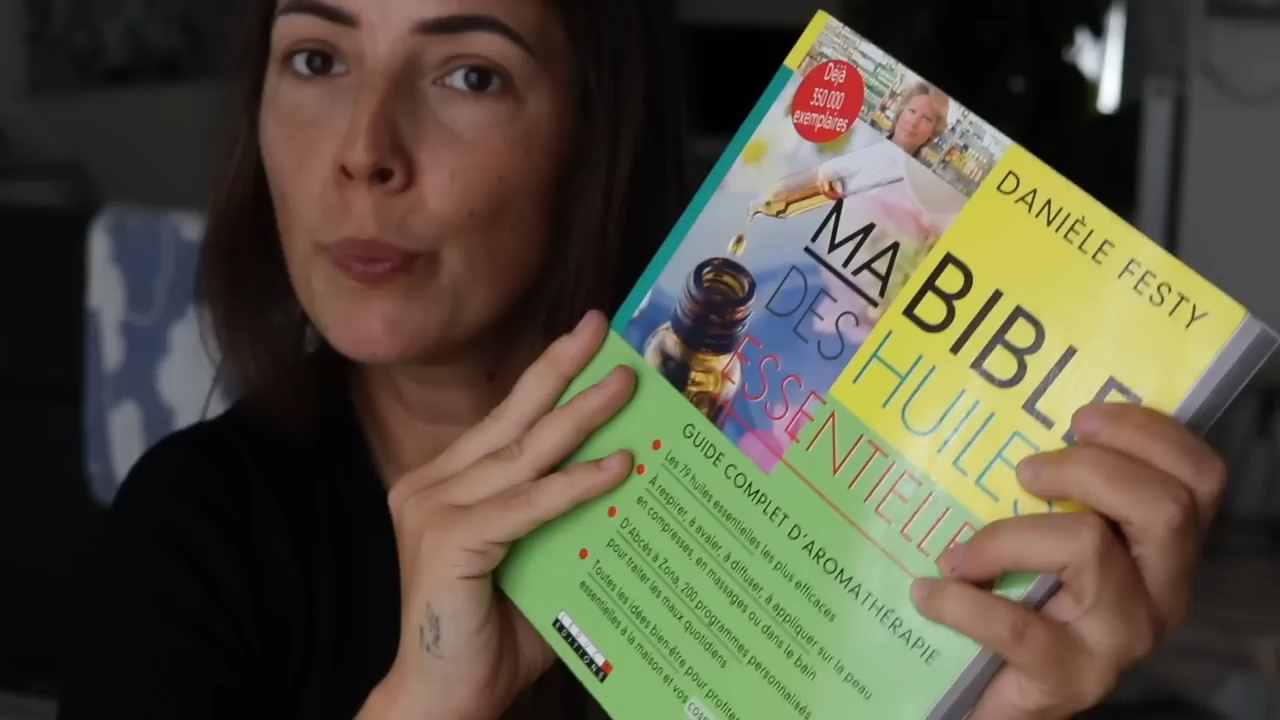 Déjà
350 000
exemplaires
DANIÈLE FESTY
MA BIBLE
DES HUILES
ESSENTIELLE
GUIDE COMPLET D'AROMATHÉRAPIE
Les 79 huiles essentielles les plus efficaces
À respirer, à avaler, à diffuser, à appliquer sur la peau
en compresses, en massages ou dans le bain
D'Abcès à Zona, 200 programmes personnalisés
pour traiter les maux quotidiens
Toutes les idées bien-être pour profiter
essentielles à la maison et vos
LEDUC.S
EDITIONS